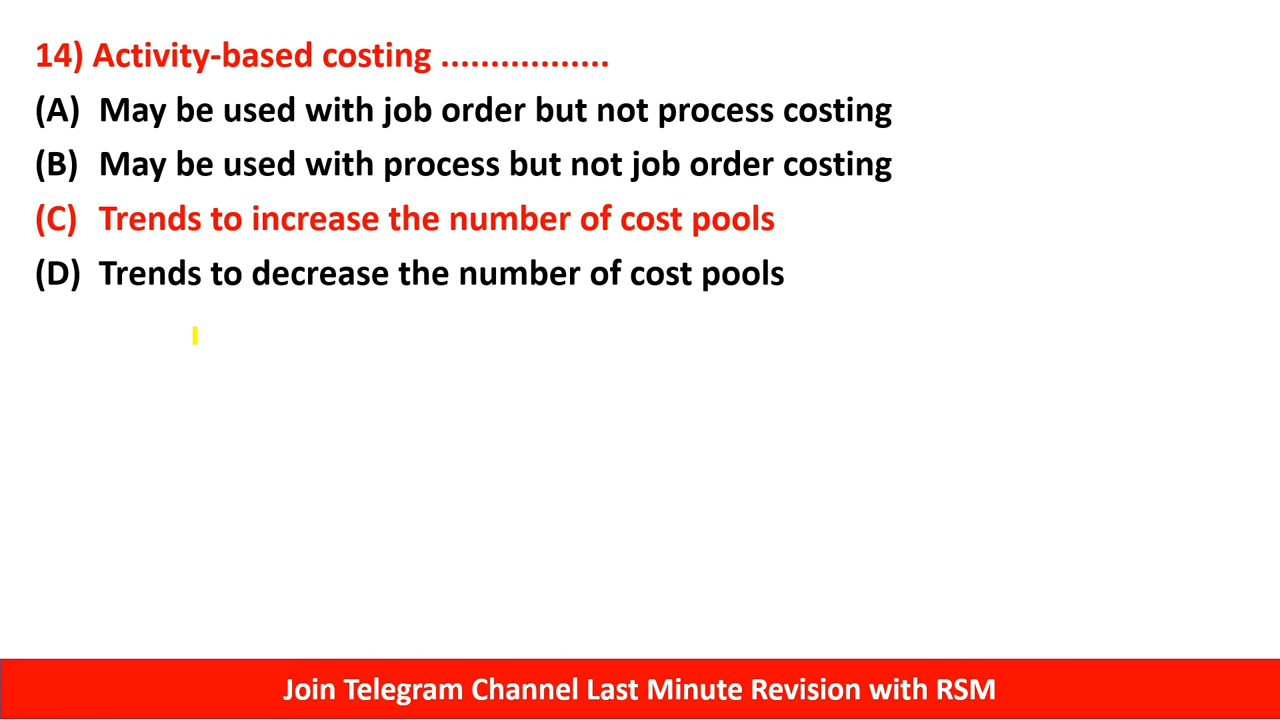 14) Activity-based costing .................
(A) May be used with job order but not process costing
(B) May be used with process but not job order costing
(C) Trends to increase the number of cost pools
(D) Trends to decrease the number of cost pools
Join Telegram Channel Last Minute Revision with RSM